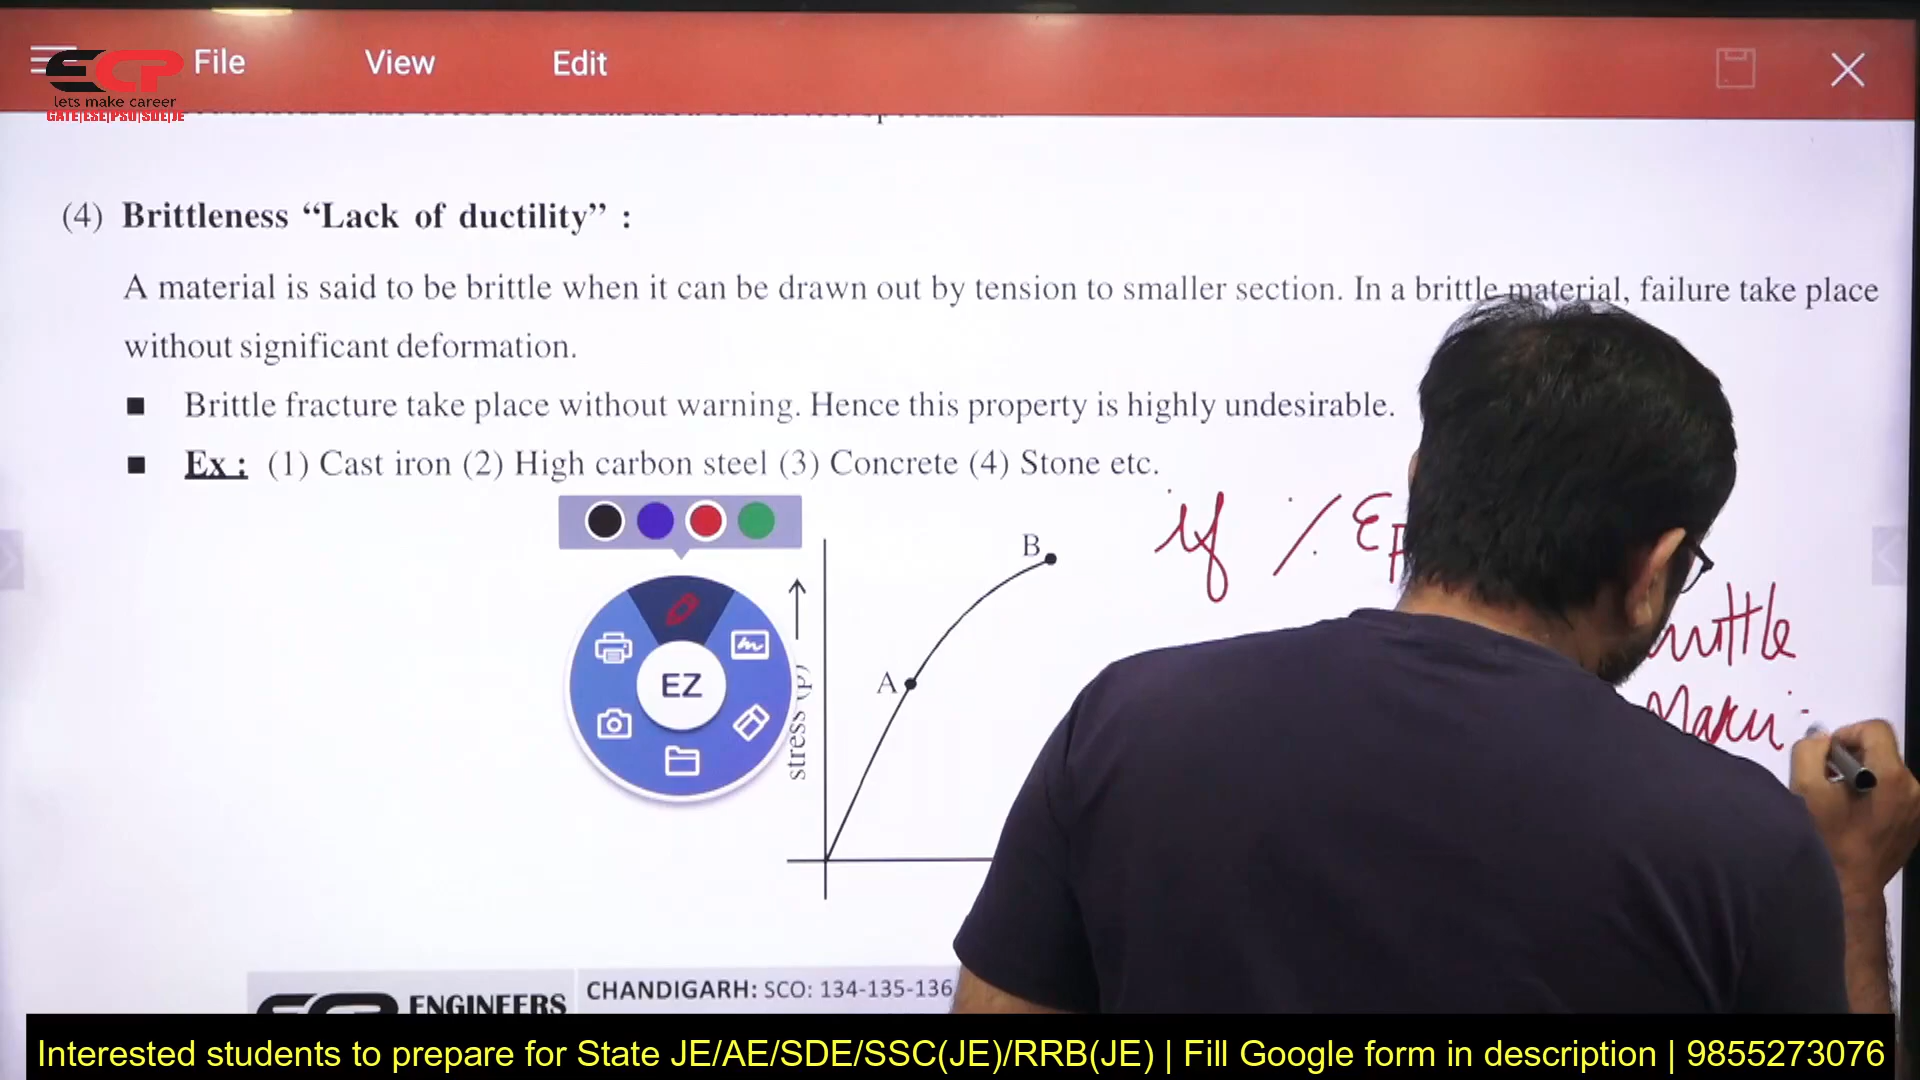 File View Edit
ECP
lets make career
GATE|ESE|PSU|SDE|JE
(4) Brittleness “Lack of ductility” :
A material is said to be brittle when it can be drawn out by tension to smaller section. In a brittle material, failure take place
without significant deformation.
■ Brittle fracture take place without warning. Hence this property is highly undesirable.
■ Ex : (1) Cast iron (2) High carbon steel (3) Concrete (4) Stone etc.
if % ε
B
A
EZ
stress (p)
ENGINEERS
CHANDIGARH: SCO: 134-135-136
Interested students to prepare for State JE/AE/SDE/SSC(JE)/RRB(JE) | Fill Google form in description | 9855273076